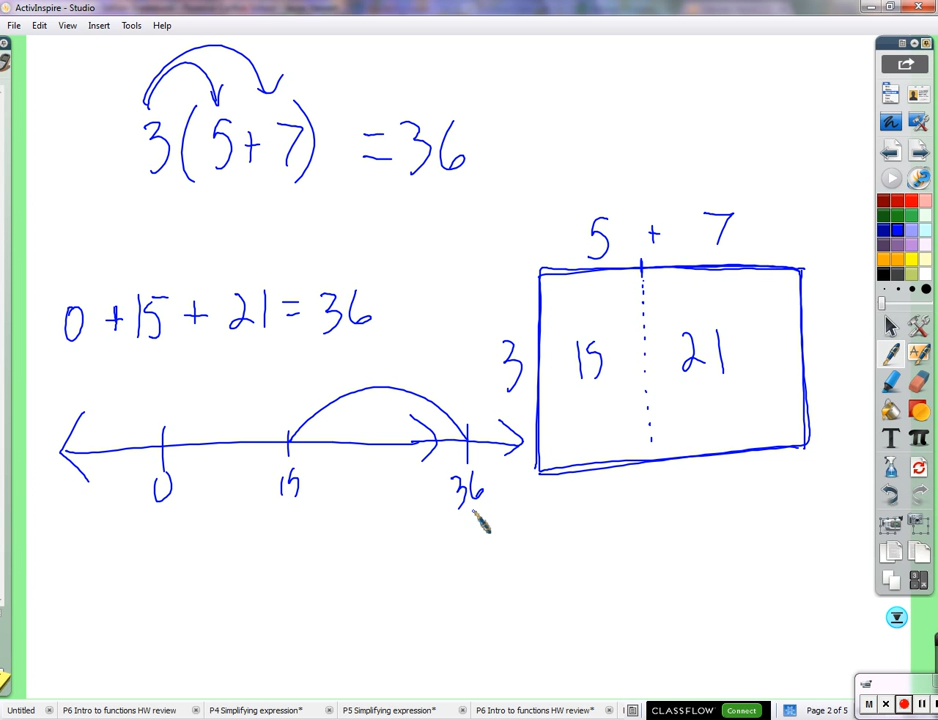 ActivInspire - Studio
File Edit View Insert Tools Help
3(5+7) = 36
5 + 7
0 +15 + 21 = 36
3 15 21
0 15 36
Untitled P6 Intro to functions HW review P4 Simplifying expression* P5 Simplifying expression* P6 Intro to functions HW review* CLASSFLOW Connect Page 2 of 5
M